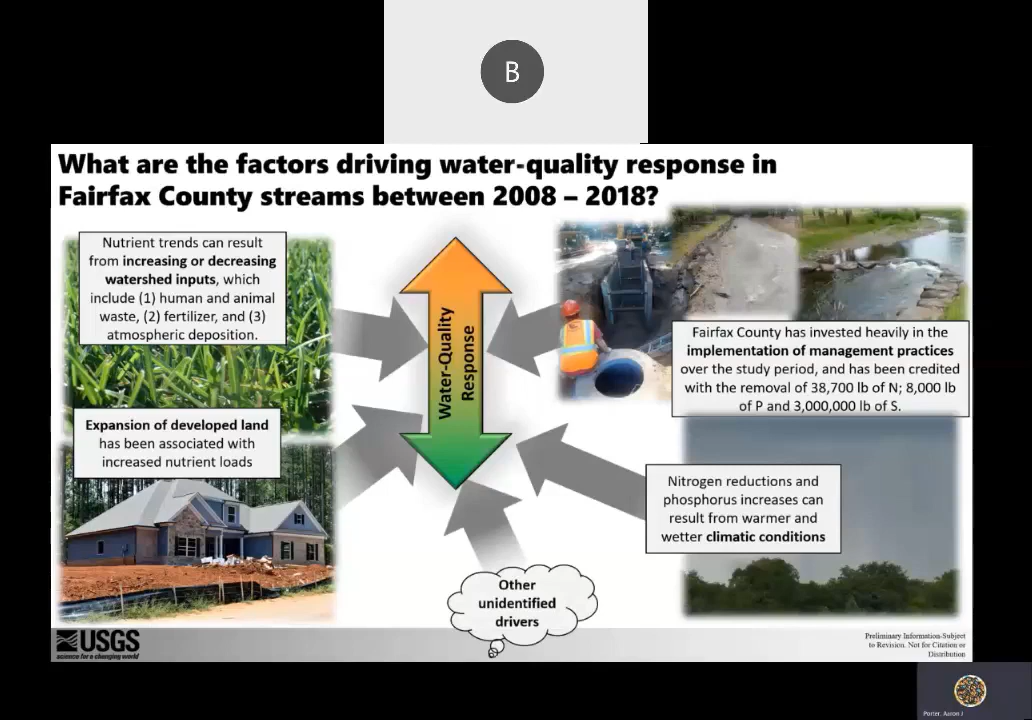 B
What are the factors driving water-quality response in
Fairfax County streams between 2008 – 2018?
Nutrient trends can result
from increasing or decreasing
watershed inputs, which
include (1) human and animal
waste, (2) fertilizer, and (3)
atmospheric deposition.
Expansion of developed land
has been associated with
increased nutrient loads
Water-Quality
Response
Fairfax County has invested heavily in the
implementation of management practices
over the study period, and has been credited
with the removal of 38,700 lb of N; 8,000 lb
of P and 3,000,000 lb of S.
Nitrogen reductions and
phosphorus increases can
result from warmer and
wetter climatic conditions
Other
unidentified
drivers
USGS
science for a changing world
Preliminary Information-Subject
to Revision. Not for Citation or
Distribution
Porter, Aaron J